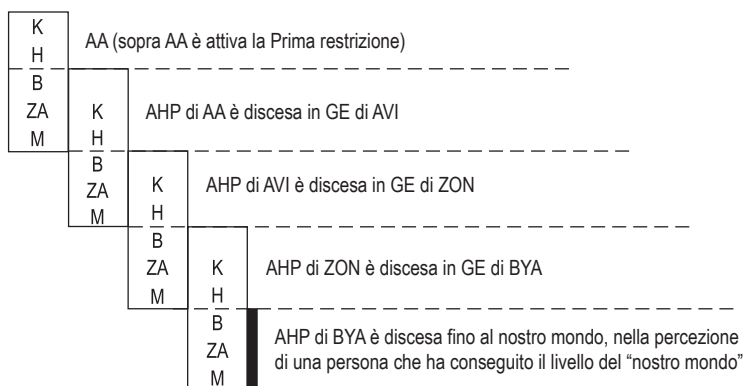 K
H
AA (sopra AA è attiva la Prima restrizione)
B
ZA
M
K
H
AHP di AA è discesa in GE di AVI
B
ZA
M
K
H
AHP di AVI è discesa in GE di ZON
B
ZA
M
K
H
AHP di ZON è discesa in GE di BYA
B
ZA
M
AHP di BYA è discesa fino al nostro mondo, nella percezione
di una persona che ha conseguito il livello del “nostro mondo”